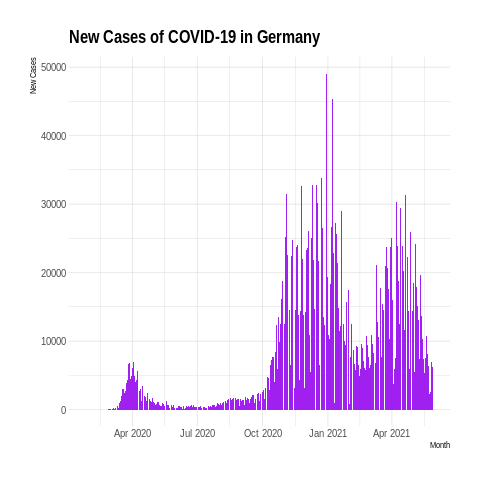 New Cases of COVID-19 in Germany
New Cases
50000
40000
30000
20000
10000
0
Apr 2020 Jul 2020 Oct 2020 Jan 2021 Apr 2021
Month